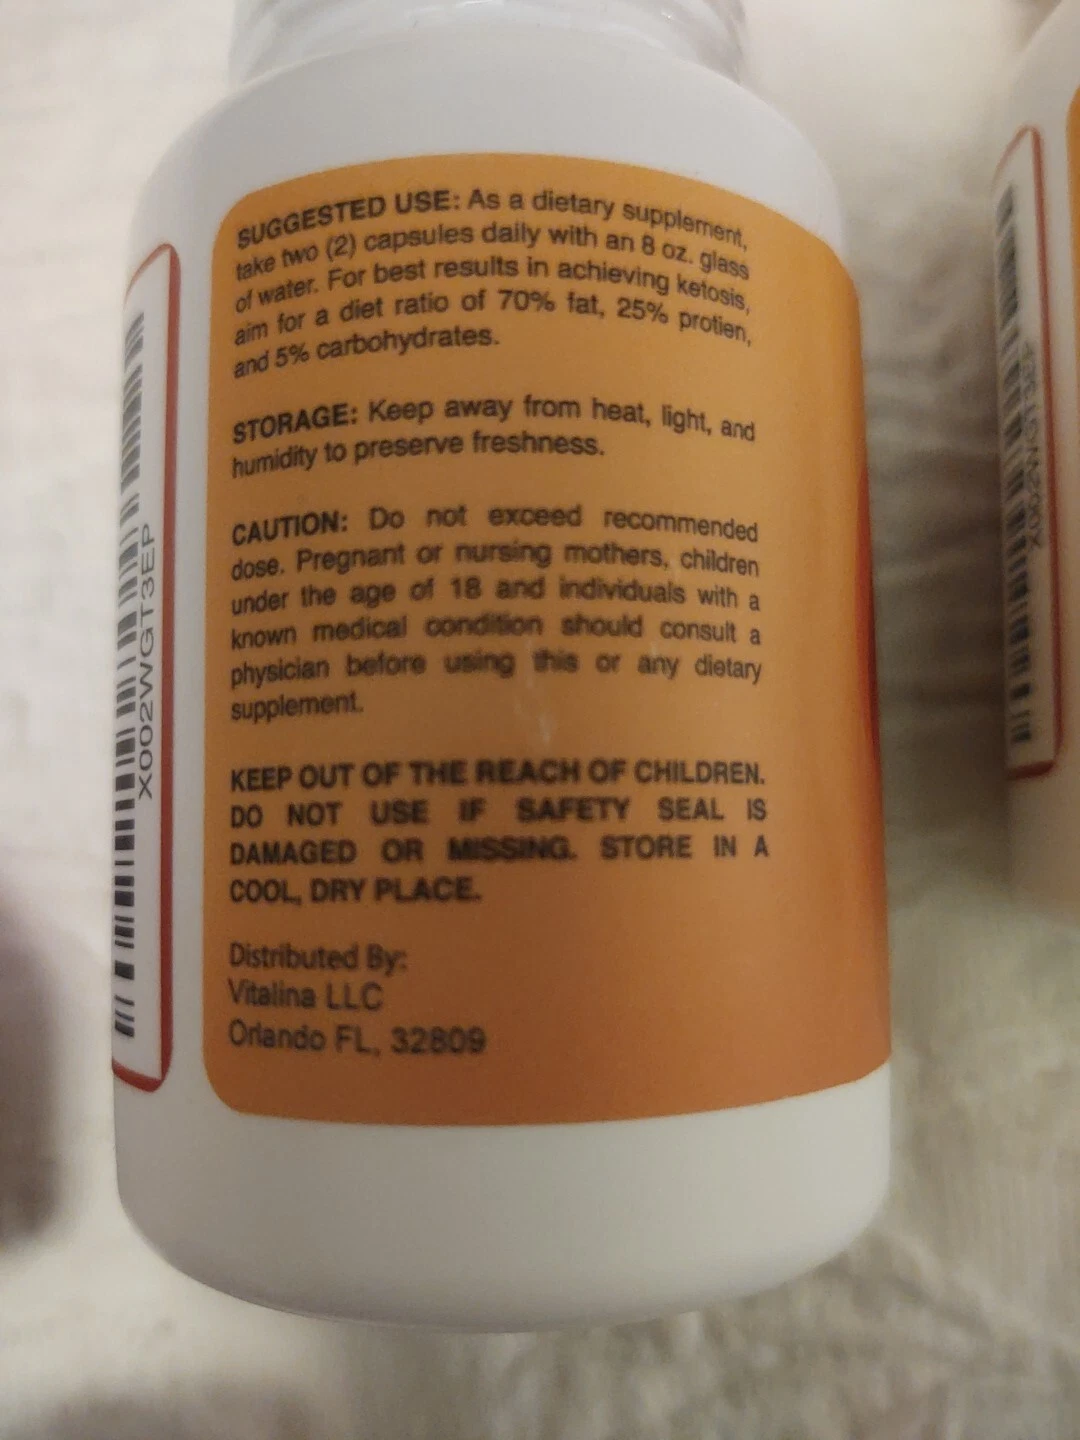 SUGGESTED USE: As a dietary supplement,
take two (2) capsules daily with an 8 oz. glass
of water. For best results in achieving ketosis,
aim for a diet ratio of 70% fat, 25% protien,
and 5% carbohydrates.
STORAGE: Keep away from heat, light, and
humidity to preserve freshness.
CAUTION: Do not exceed recommended
dose. Pregnant or nursing mothers, children
under the age of 18 and individuals with a
known medical condition should consult a
physician before using this or any dietary
supplement.
KEEP OUT OF THE REACH OF CHILDREN.
DO NOT USE IF SAFETY SEAL IS
DAMAGED OR MISSING. STORE IN A
COOL, DRY PLACE.
Distributed By:
Vitalina LLC
Orlando FL, 32809
X002WGT3EP
X002WGT3EP